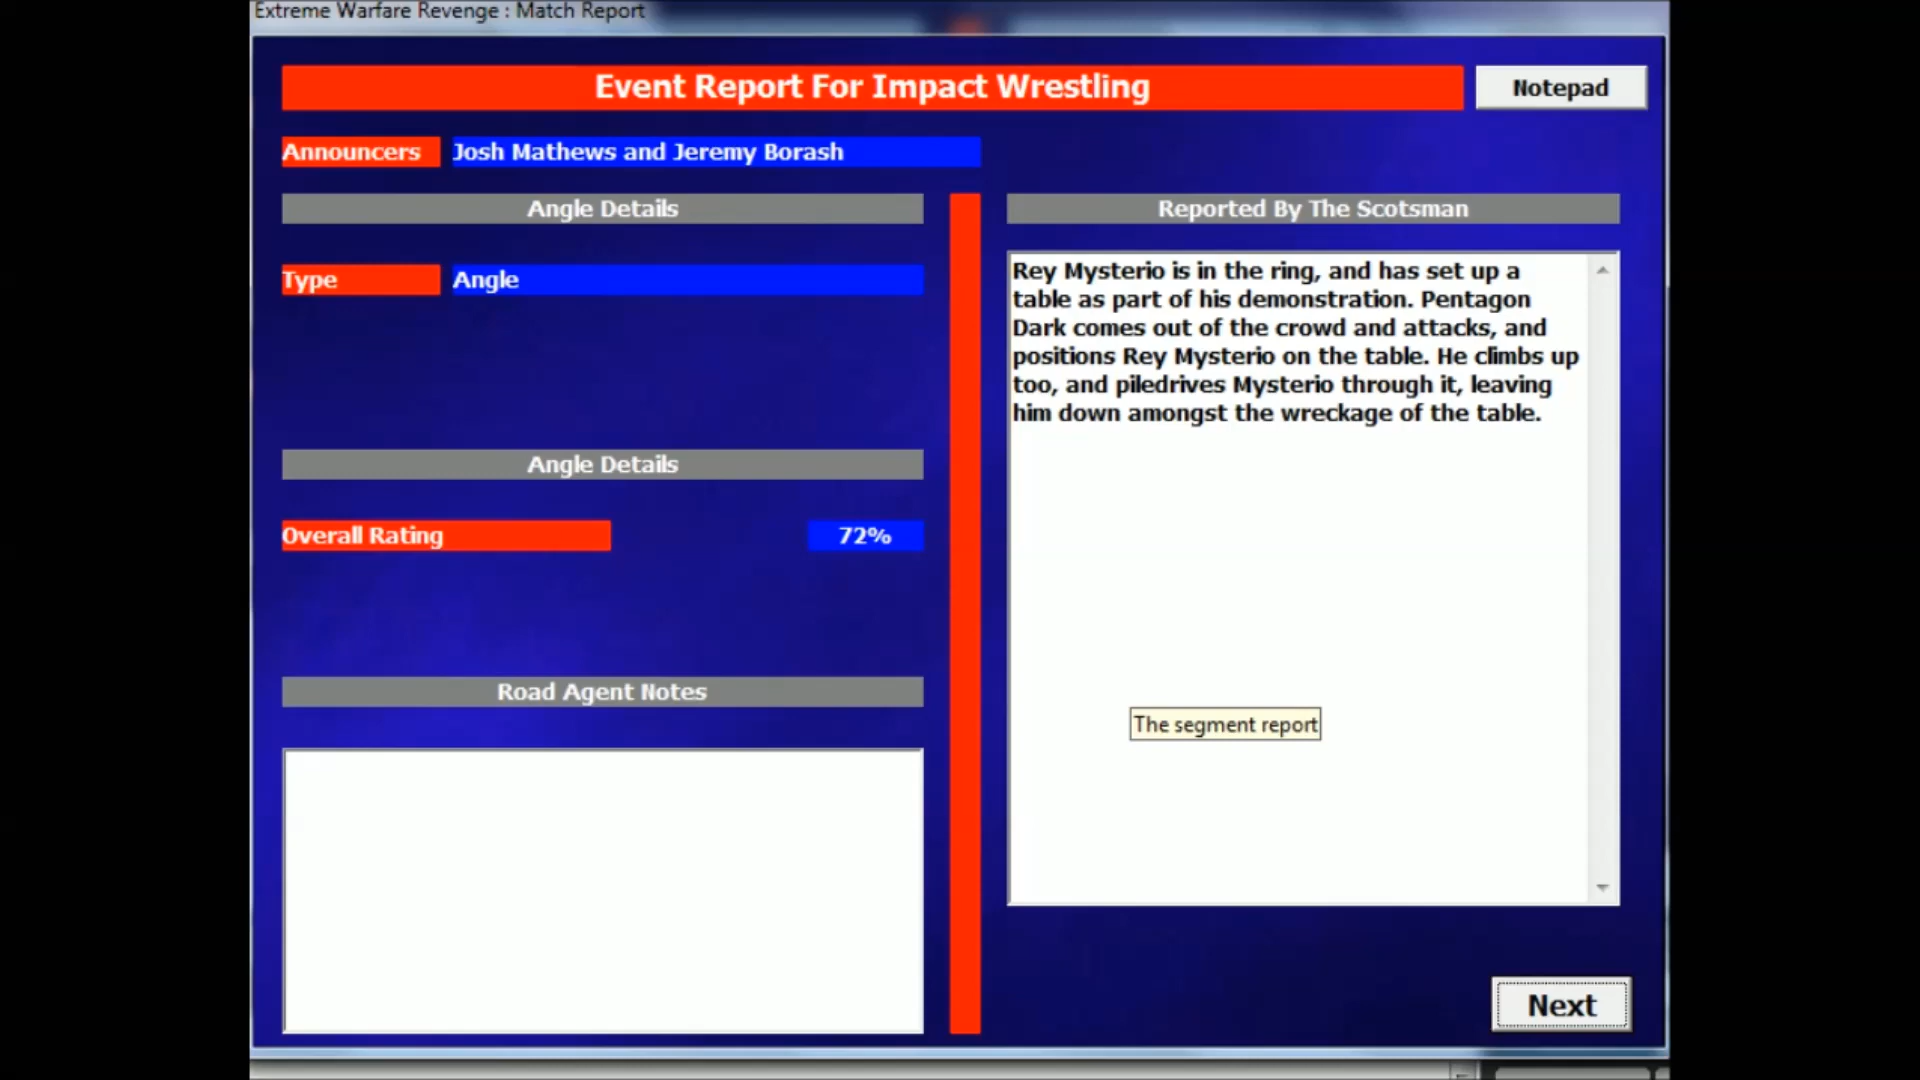 Extreme Warfare Revenge : Match Report
Event Report For Impact Wrestling
Notepad
Announcers
Josh Mathews and Jeremy Borash
Angle Details
Type
Angle
Angle Details
Overall Rating
72%
Road Agent Notes
Reported By The Scotsman
Rey Mysterio is in the ring, and has set up a
table as part of his demonstration. Pentagon
Dark comes out of the crowd and attacks, and
positions Rey Mysterio on the table. He climbs up
too, and piledrives Mysterio through it, leaving
him down amongst the wreckage of the table.
The segment report
Next